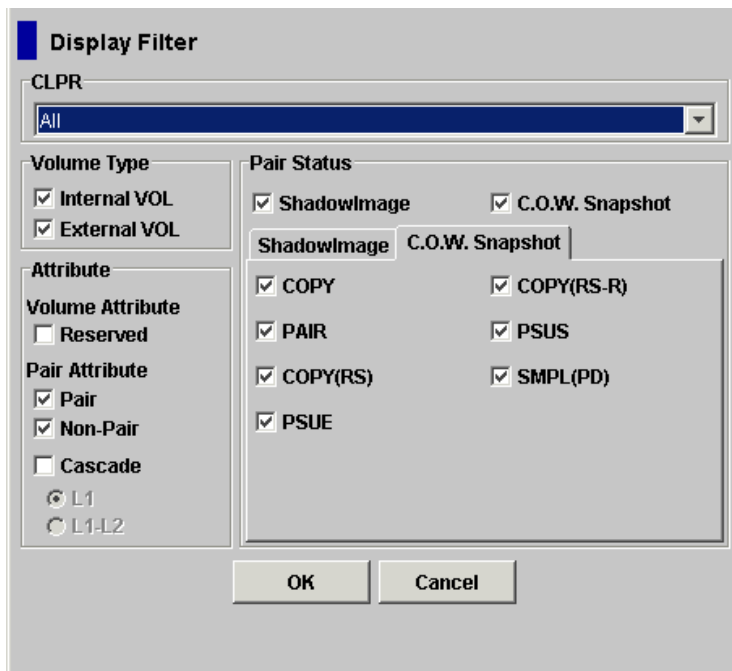 Display Filter
CLPR
All
Volume Type
Internal VOL
External VOL
Attribute
Volume Attribute
Reserved
Pair Attribute
Pair
Non-Pair
Cascade
L1
L1-L2
Pair Status
ShadowImage C.O.W. Snapshot
ShadowImage C.O.W. Snapshot
COPY COPY(RS-R)
PAIR PSUS
COPY(RS) SMPL(PD)
PSUE
OK Cancel